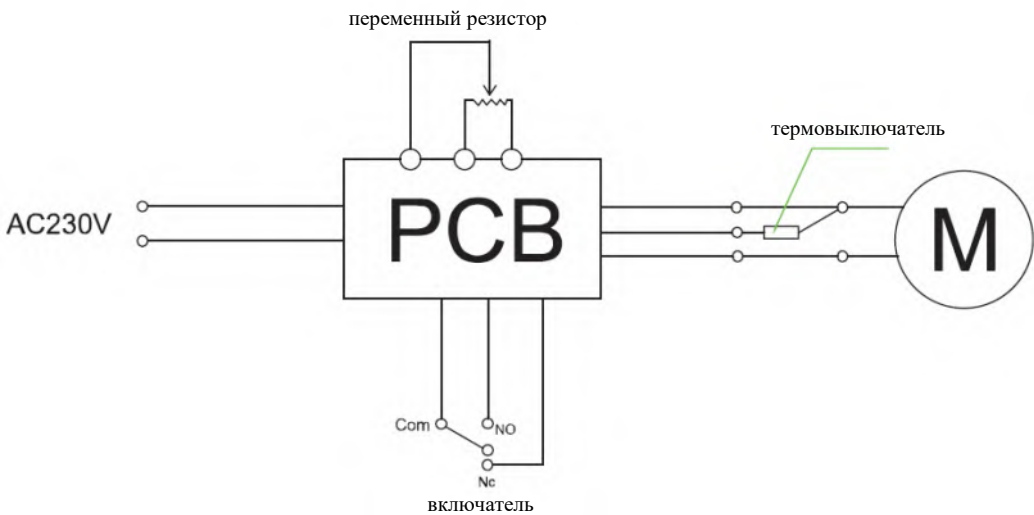 переменный резистор
термовыключатель
AC230V
PCB
M
Com
NO
Nc
включатель